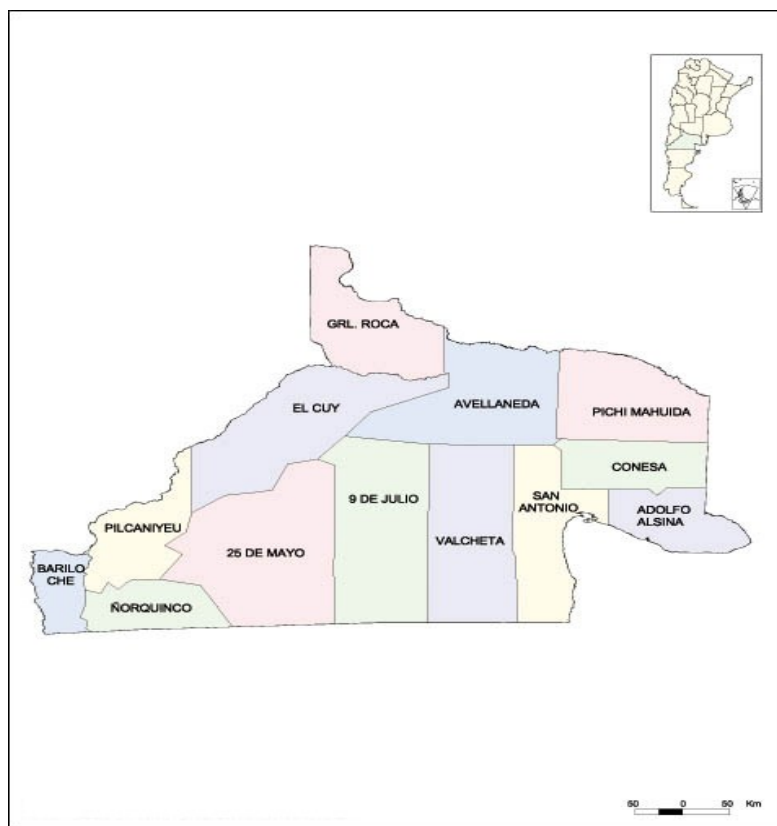 GRL. ROCA
EL CUY
AVELLANEDA
PICHI MAHUIDA
CONESA
9 DE JULIO
SAN
ANTONIO
ADOLFO
ALSINA
PILCANIYEU
VALCHETA
25 DE MAYO
BARILO
CHE
ÑORQUINCO
50 0 50 Km